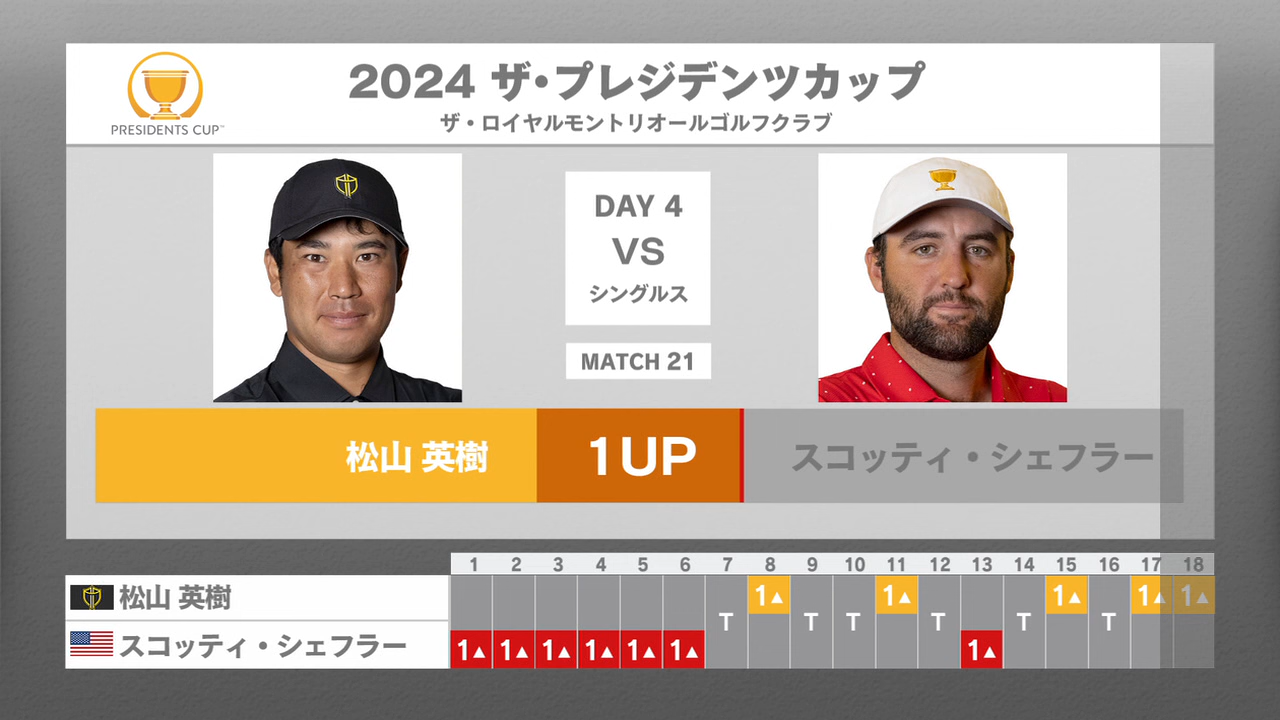 2024 ザ・プレジデンツカップ
ザ・ロイヤルモントリオールゴルフクラブ
PRESIDENTS CUP™
DAY 4
VS
シングルス
MATCH 21
松山 英樹 1UP スコッティ・シェフラー
1 2 3 4 5 6 7 8 9 10 11 12 13 14 15 16 17 18
松山 英樹 1▲ 1▲ 1▲ 1▲ 1▲
T T T T T T
スコッティ・シェフラー 1▲ 1▲ 1▲ 1▲ 1▲ 1▲ 1▲